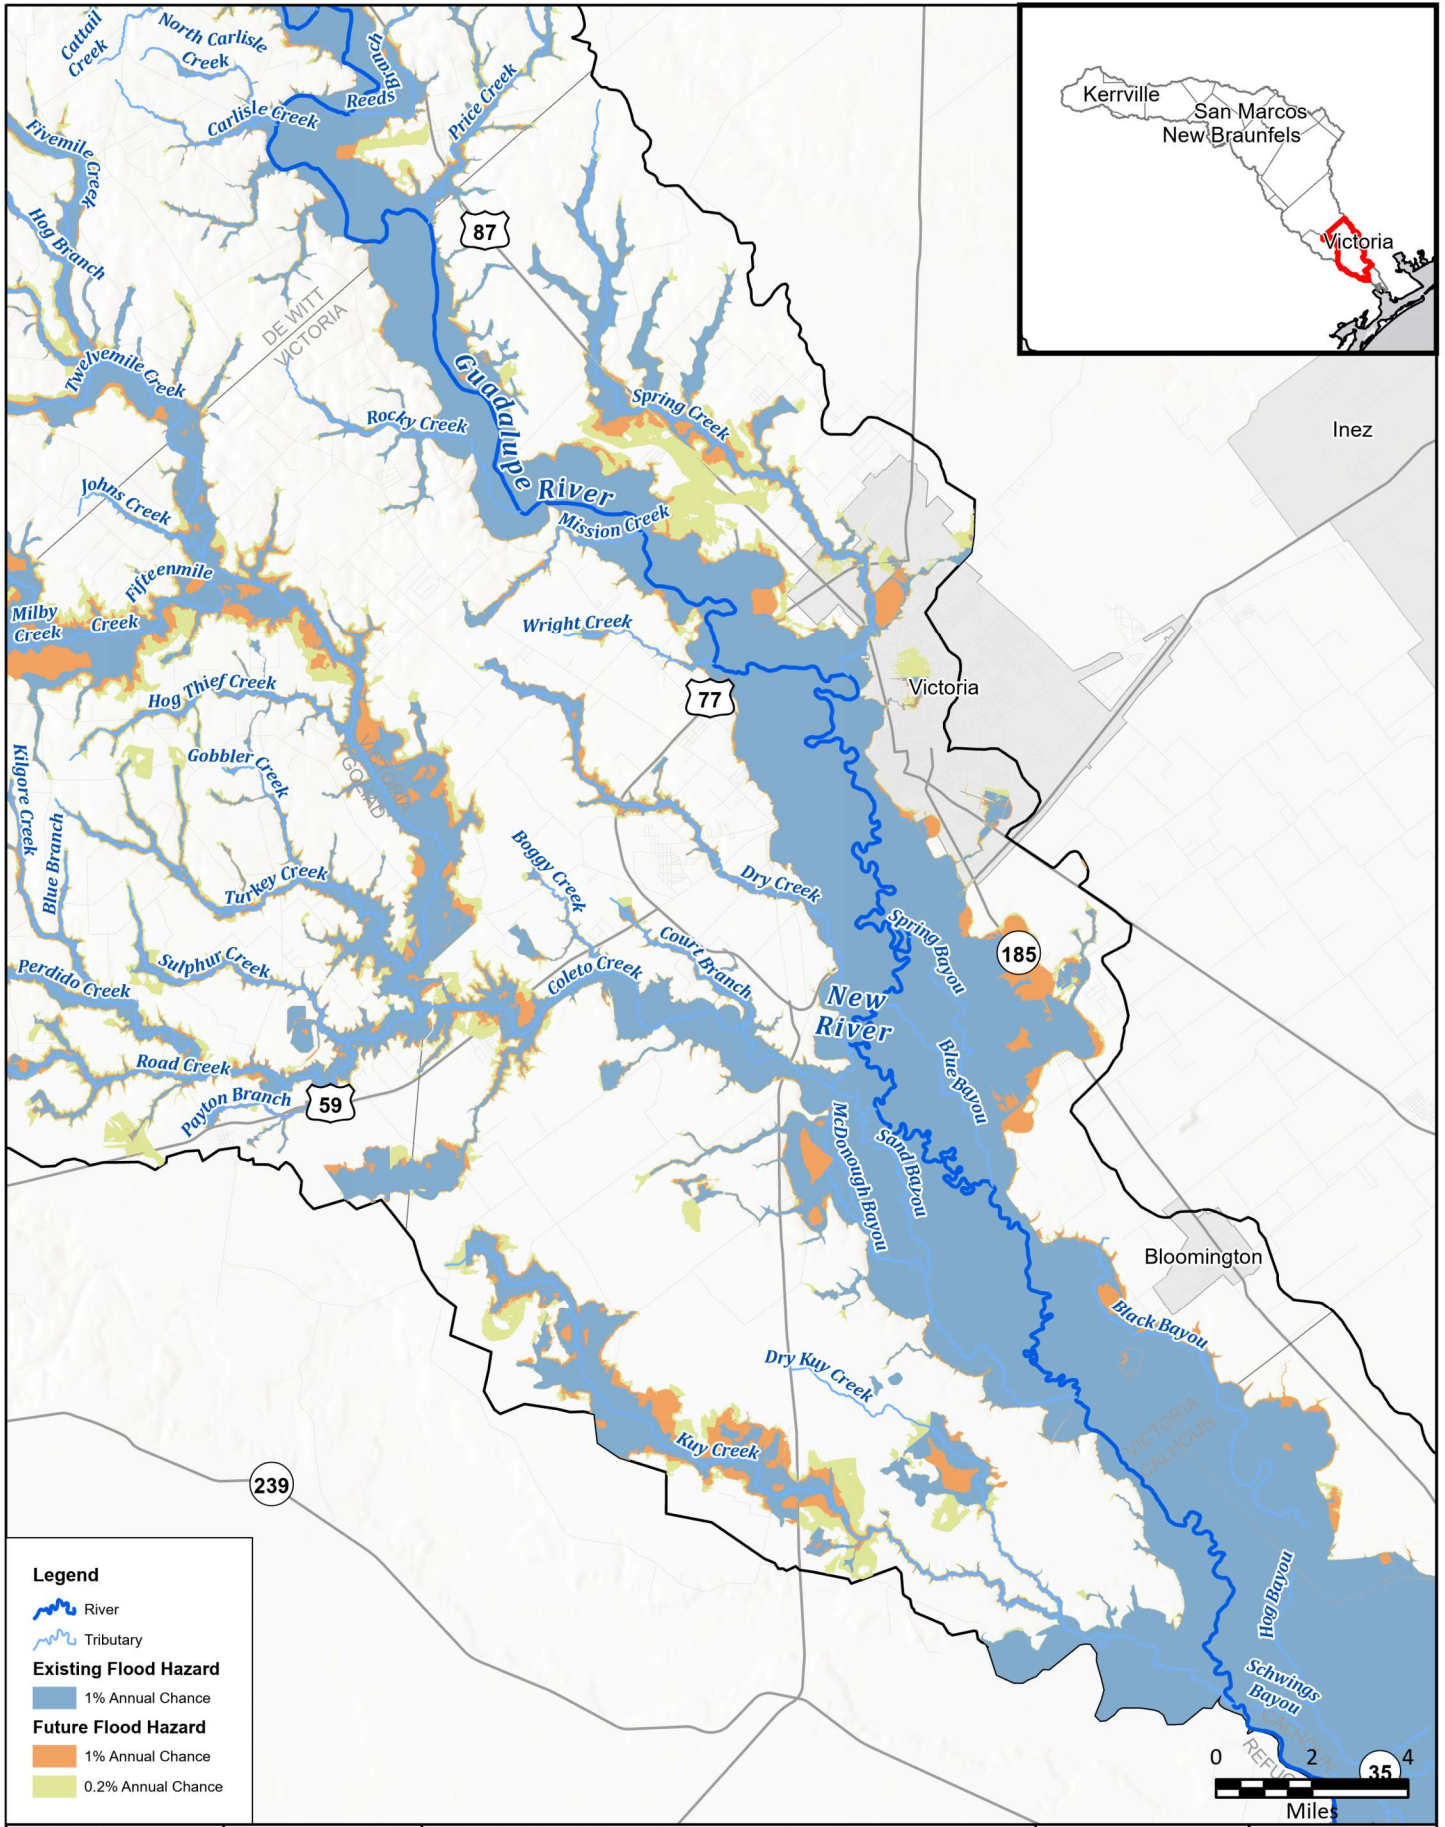 Cattail
Creek
North Carlisle
Creek
Reeds Branch
Carlisle Creek
Price Creek
Fivemile Creek
Hog Branch
87
DE WITT
VICTORIA
Twelvemile Creek
Guadalupe
River
Rocky Creek
Spring Creek
Johns Creek
Mission Creek
Fifteenmile
Creek
Milby
Creek
Wright Creek
Hog Thief Creek
77
Victoria
Inez
Kerrville
San Marcos
New Braunfels
Victoria
VICTORIA
GOLIAD
Gobbler Creek
Kilgore Creek
Blue Branch
Turkey Creek
Boggy Creek
Dry Creek
Spring Bayou
185
Sulphur Creek
Perdido Creek
Coleto Creek
Court Branch
New
River
Blue Bayou
Road Creek
Payton Branch
59
McDonough Bayou
Sand Bayou
Bloomington
Black Bayou
Dry Kuy Creek
Kuy Creek
VICTORIA
CALHOUN
239
Hog Bayou
Schwings
Bayou
CALHOUN
REFUG
35
0 2 4
Miles
Legend
River
Tributary
Existing Flood Hazard
1% Annual Chance
Future Flood Hazard
1% Annual Chance
0.2% Annual Chance